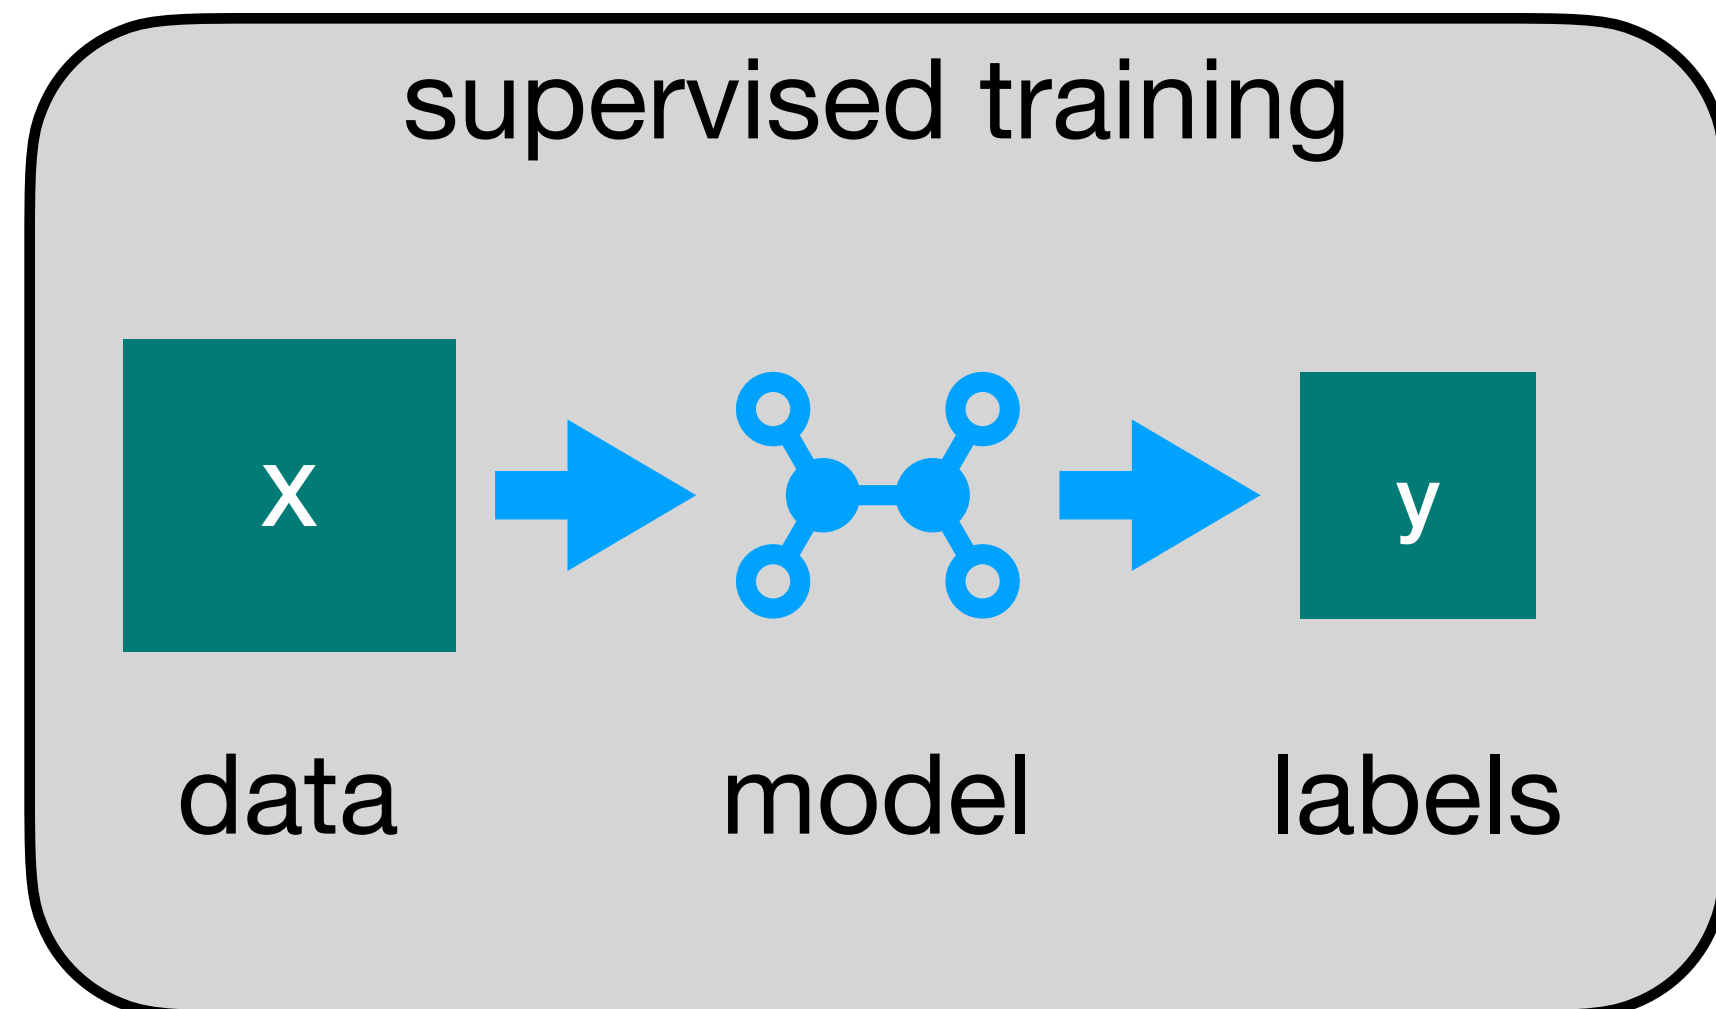 supervised training
x
y
data
model
labels